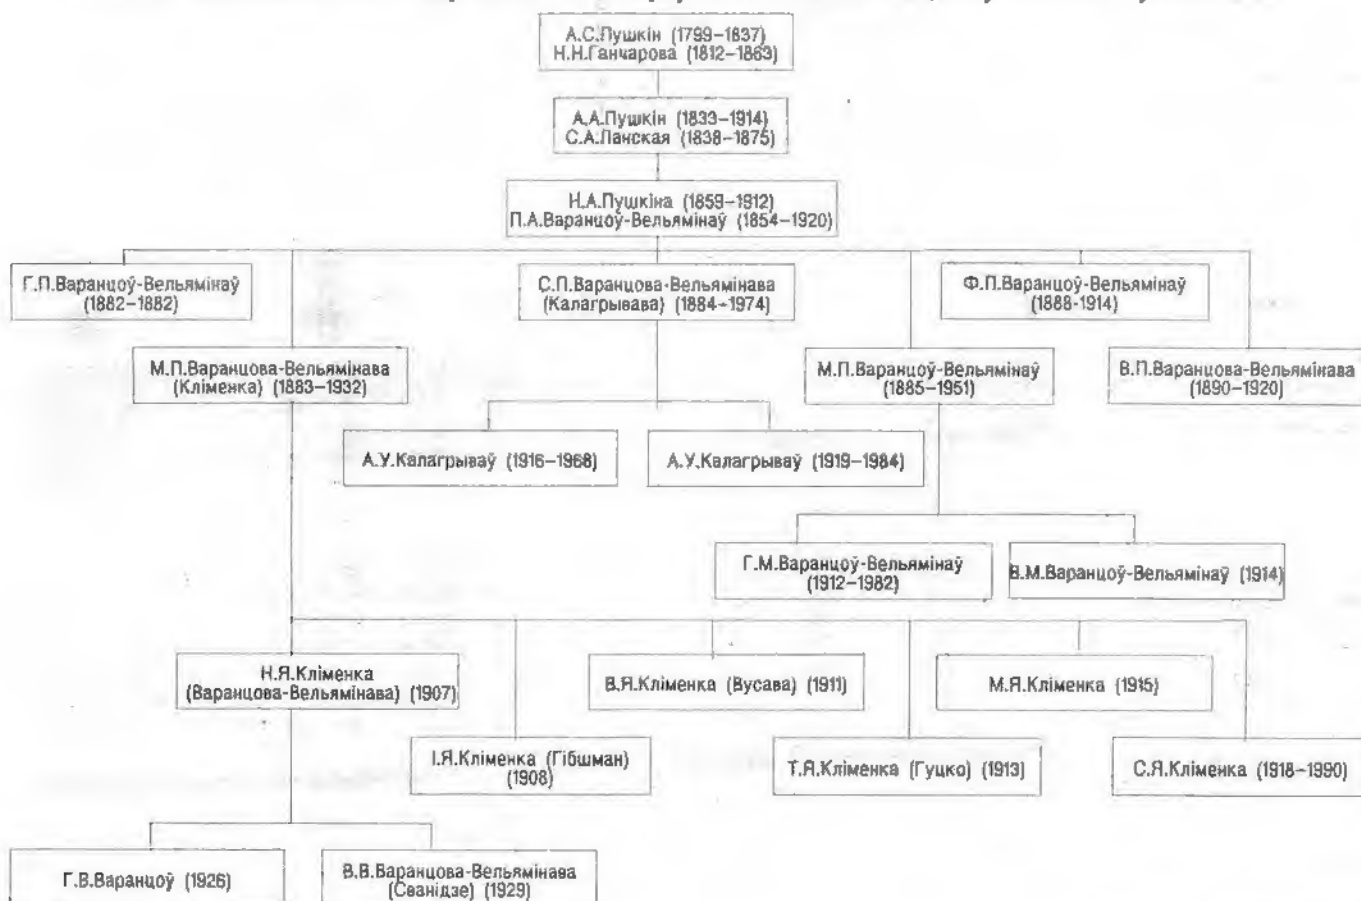 А.С.Пушкін (1799–1837)
Н.Н.Ганчарова (1812–1863)
А.А.Пушкін (1833–1914)
С.А.Ланская (1838–1875)
Н.А.Пушкіна (1859–1912)
П.А.Варанцоў-Вельямінаў (1854–1920)
Г.П.Варанцоў-Вельямінаў
(1882–1882)
С.П.Варанцова-Вельямінава
(Калагрывава) (1884–1974)
Ф.П.Варанцоў-Вельямінаў
(1888-1914)
М.П.Варанцова-Вельямінава
(Кліменка) (1883–1932)
М.П.Варанцоў-Вельямінаў
(1885–1951)
В.П.Варанцова-Вельямінава
(1890–1920)
А.У.Калагрываў (1916–1968)
А.У.Калагрываў (1919–1984)
Г.М.Варанцоў-Вельямінаў
(1912–1982)
В.М.Варанцоў-Вельямінаў (1914)
Н.Я.Кліменка
(Варанцова-Вельямінава) (1907)
В.Я.Кліменка (Вусава) (1911)
М.Я.Кліменка (1915)
І.Я.Кліменка (Гібшман)
(1908)
Т.Я.Кліменка (Гуцко) (1913)
С.Я.Кліменка (1918–1990)
Г.В.Варанцоў (1926)
В.В.Варанцова-Вельямінава
(Сванідзе) (1929)